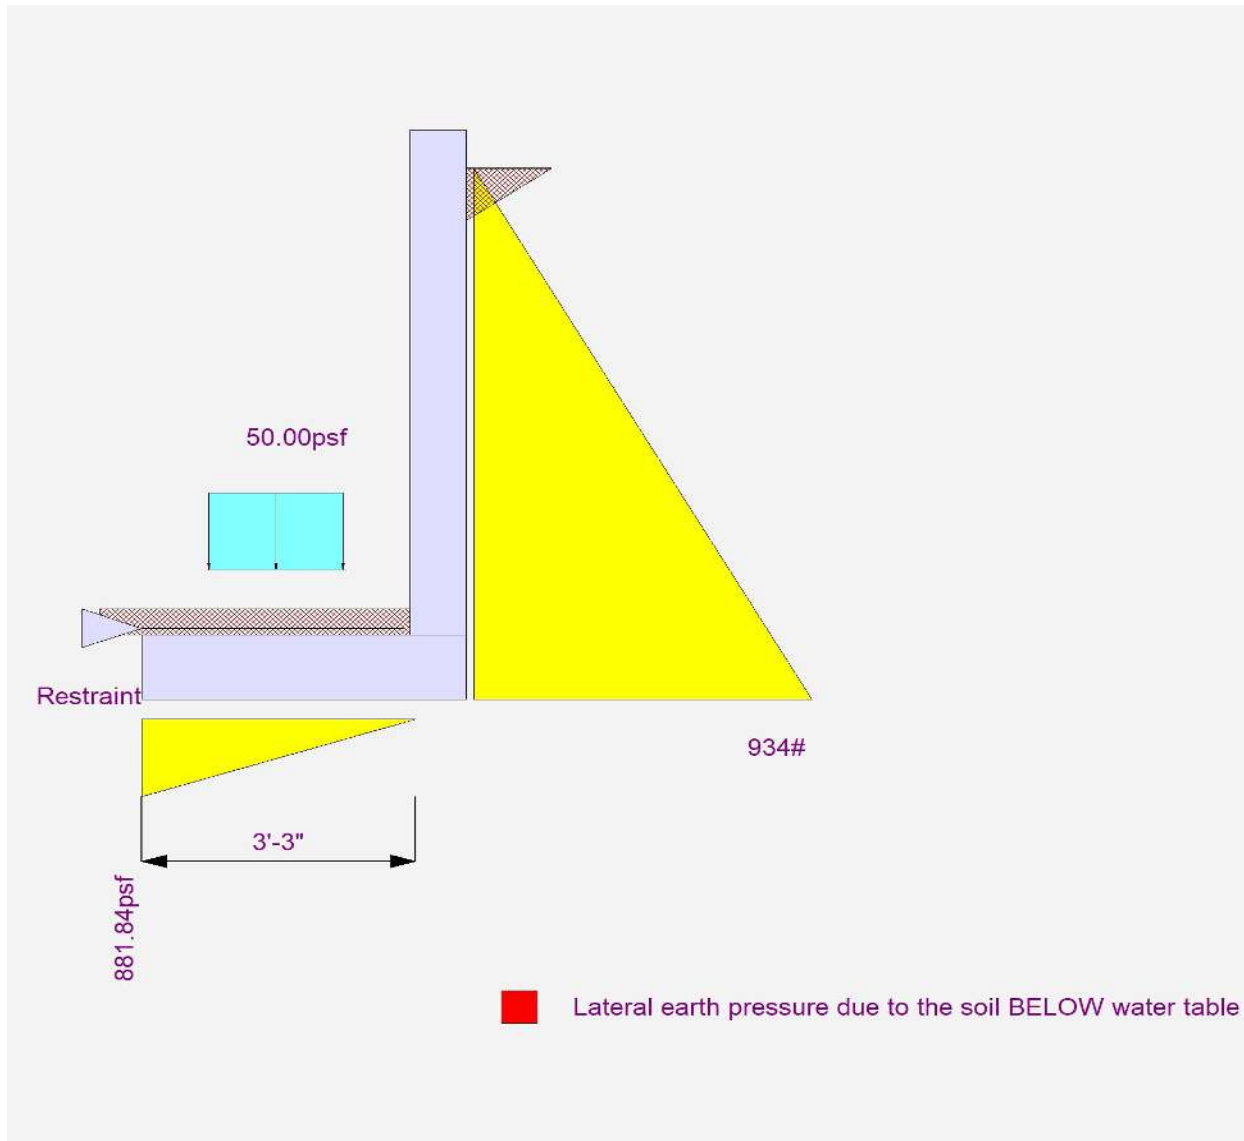 50.00psf
Restraint
934#
3'-3"
881.84psf
Lateral earth pressure due to the soil BELOW water table